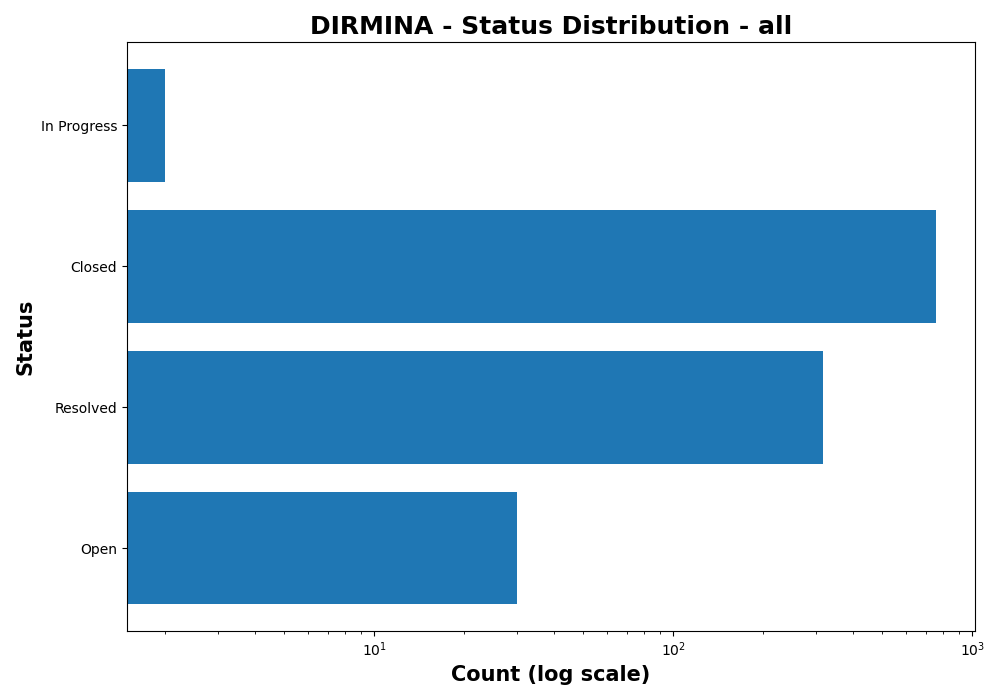 DIRMINA - Status Distribution - all
In Progress
Closed
Resolved
Open
Status
10¹
10²
10³
Count (log scale)